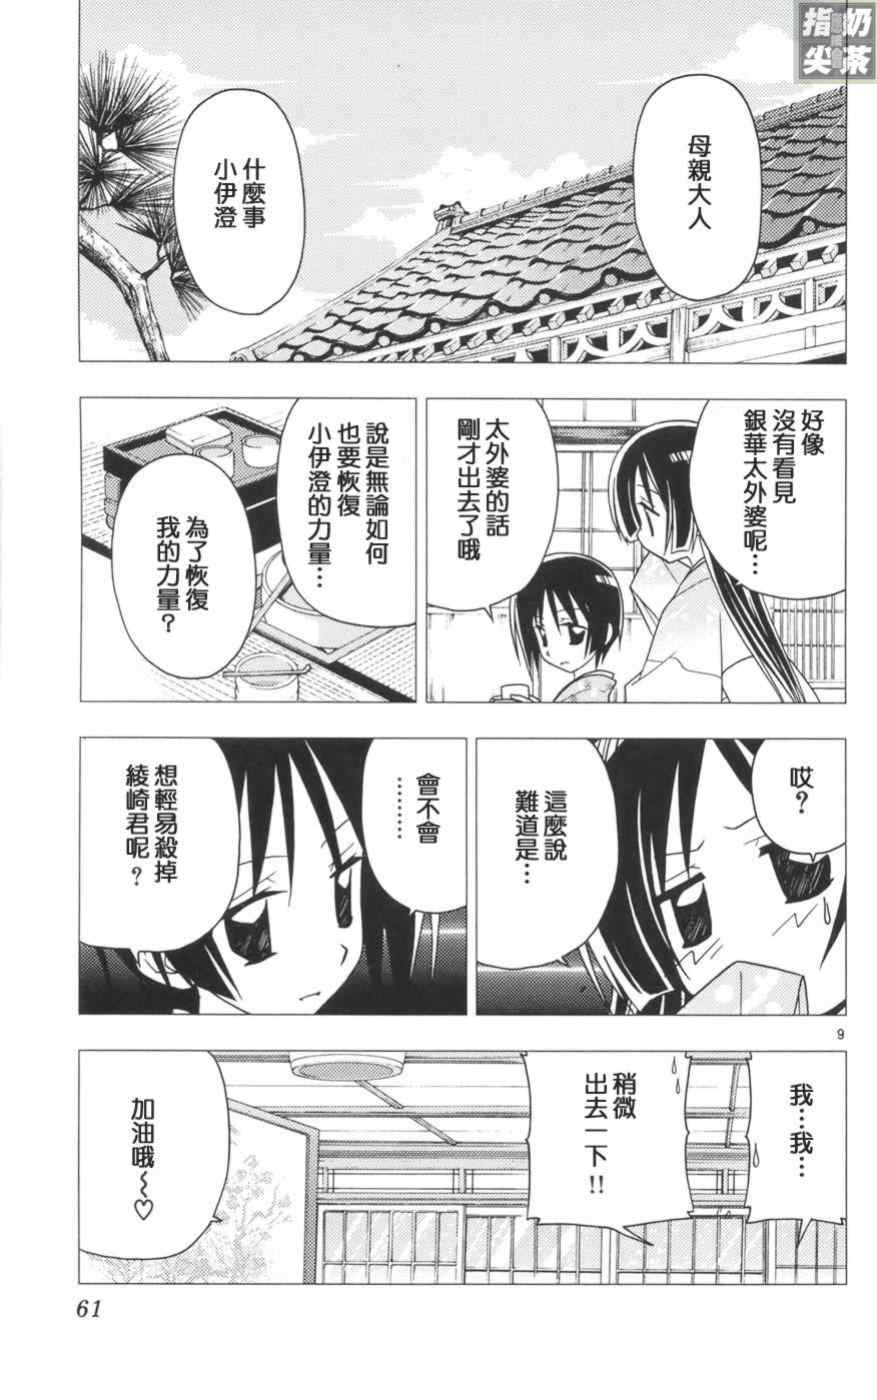 指奶
尖茶
母親大人
什麼事
小伊澄
好像
沒有看見
銀華太外婆呢…
太外婆的話
剛才出去了哦
說是無論如何
也要恢復
小伊澄的力量…
為了恢復
我的力量？
哎？
這麼說
難道是…
會不會
………
想輕易殺掉
綾崎君呢？
9
我…我…
稍微
出去一下!!
加油哦～♡
61